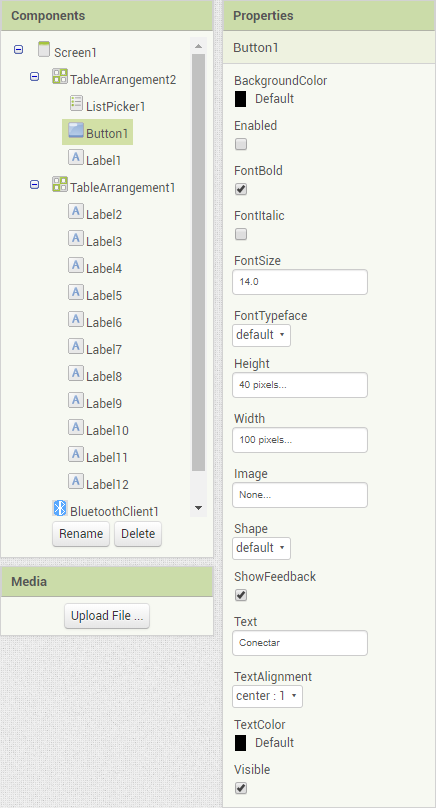 Components
Screen1
TableArrangement2
ListPicker1
Button1
Label1
TableArrangement1
Label2
Label3
Label4
Label5
Label6
Label7
Label8
Label9
Label10
Label11
Label12
BluetoothClient1
Rename Delete
Media
Upload File ...
Properties
Button1
BackgroundColor
Default
Enabled
FontBold
FontItalic
FontSize
14.0
FontTypeface
default
Height
40 pixels...
Width
100 pixels...
Image
None...
Shape
default
ShowFeedback
Text
Conectar
TextAlignment
center : 1
TextColor
Default
Visible